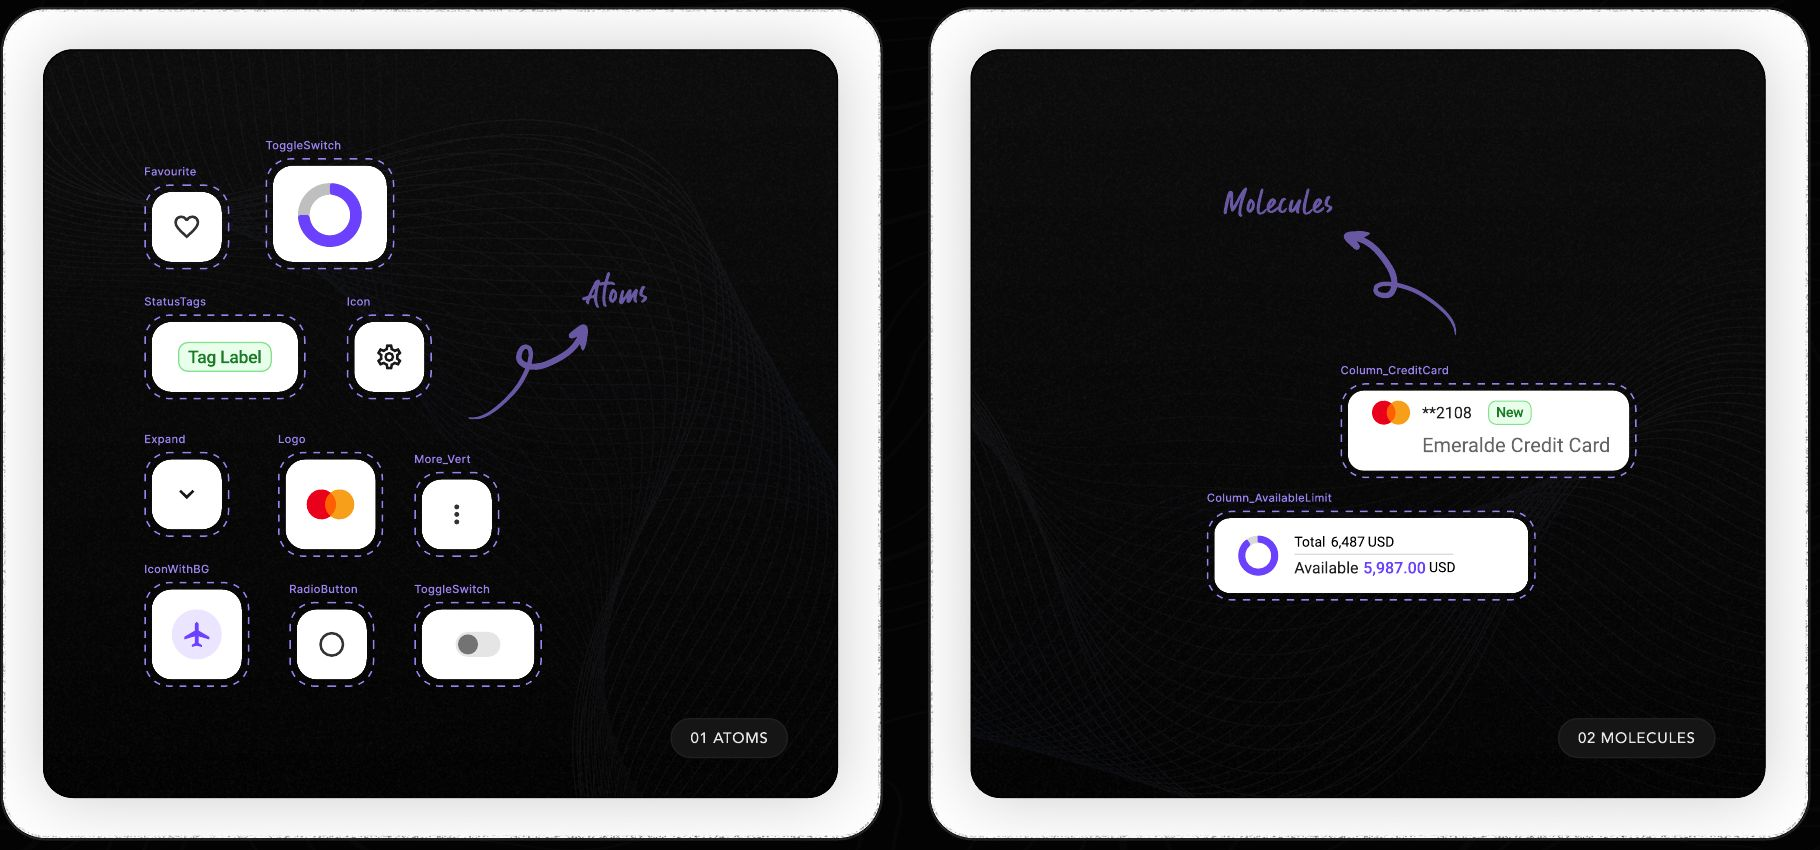 ToggleSwitch
Favourite
Atoms
StatusTags
Icon
Tag Label
Expand
Logo
More_Vert
IconWithBG
RadioButton
ToggleSwitch
01 ATOMS
Molecules
Column_CreditCard
**2108 New
Emeralde Credit Card
Column_AvailableLimit
Total 6,487 USD
Available 5,987.00 USD
02 MOLECULES